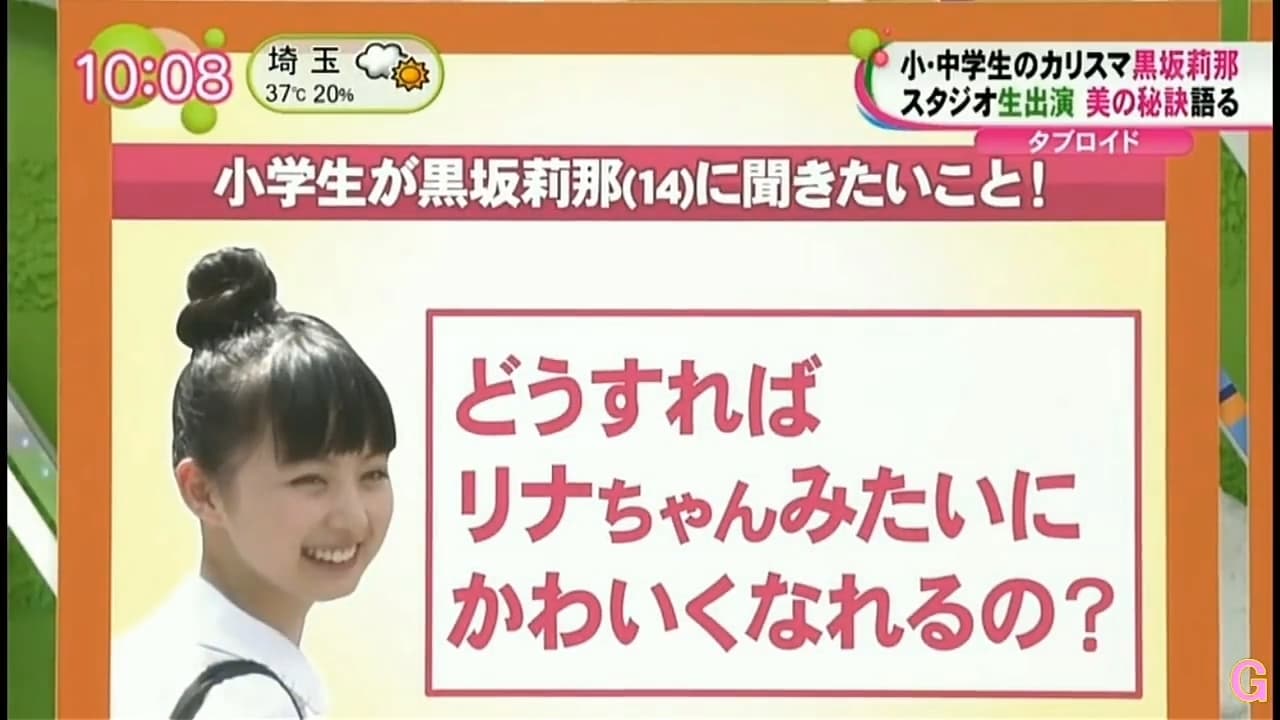 10:08
埼玉
37℃ 20%
小・中学生のカリスマ黒坂莉那
スタジオ生出演 美の秘訣語る
タブロイド
小学生が黒坂莉那(14)に聞きたいこと!
どうすれば
リナちゃんみたいに
かわいくなれるの?
G